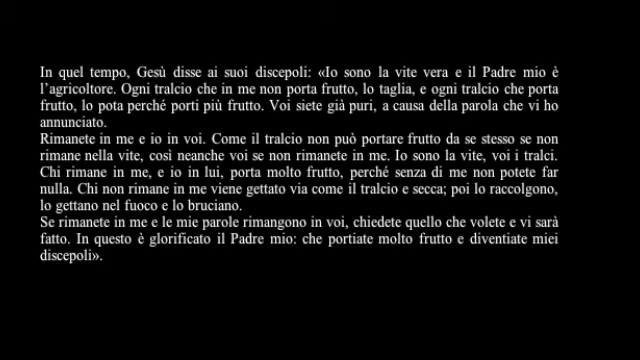 In quel tempo, Gesù disse ai suoi discepoli: «Io sono la vite vera e il Padre mio è
l’agricoltore. Ogni tralcio che in me non porta frutto, lo taglia, e ogni tralcio che porta
frutto, lo pota perché porti più frutto. Voi siete già puri, a causa della parola che vi ho
annunciato.
Rimanete in me e io in voi. Come il tralcio non può portare frutto da se stesso se non
rimane nella vite, così neanche voi se non rimanete in me. Io sono la vite, voi i tralci.
Chi rimane in me, e io in lui, porta molto frutto, perché senza di me non potete far
nulla. Chi non rimane in me viene gettato via come il tralcio e secca; poi lo raccolgono,
lo gettano nel fuoco e lo bruciano.
Se rimanete in me e le mie parole rimangono in voi, chiedete quello che volete e vi sarà
fatto. In questo è glorificato il Padre mio: che portiate molto frutto e diventiate miei
discepoli».